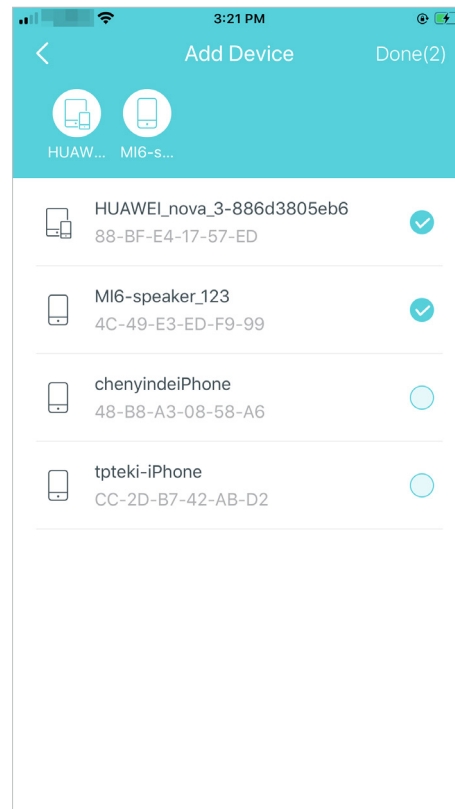 3:21 PM
Add Device
Done(2)
HUAW... MI6-s...
HUAWEI_nova_3-886d3805eb6
88-BF-E4-17-57-ED
MI6-speaker_123
4C-49-E3-ED-F9-99
chenyindeiPhone
48-B8-A3-08-58-A6
tpteki-iPhone
CC-2D-B7-42-AB-D2